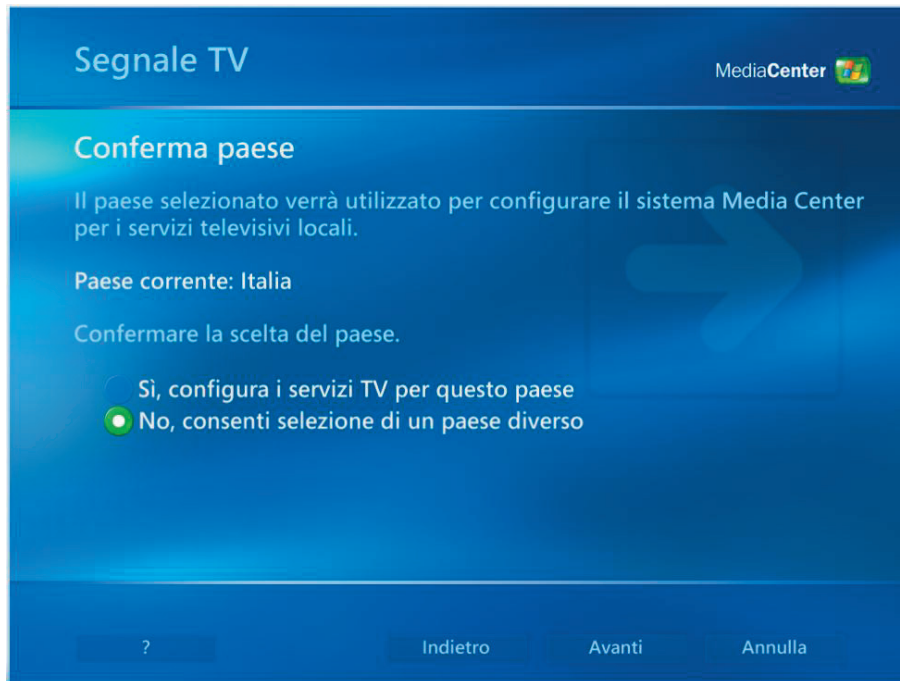 Segnale TV
MediaCenter
Conferma paese
Il paese selezionato verrà utilizzato per configurare il sistema Media Center
per i servizi televisivi locali.
Paese corrente: Italia
Confermare la scelta del paese.
Sì, configura i servizi TV per questo paese
No, consenti selezione di un paese diverso
? Indietro Avanti Annulla